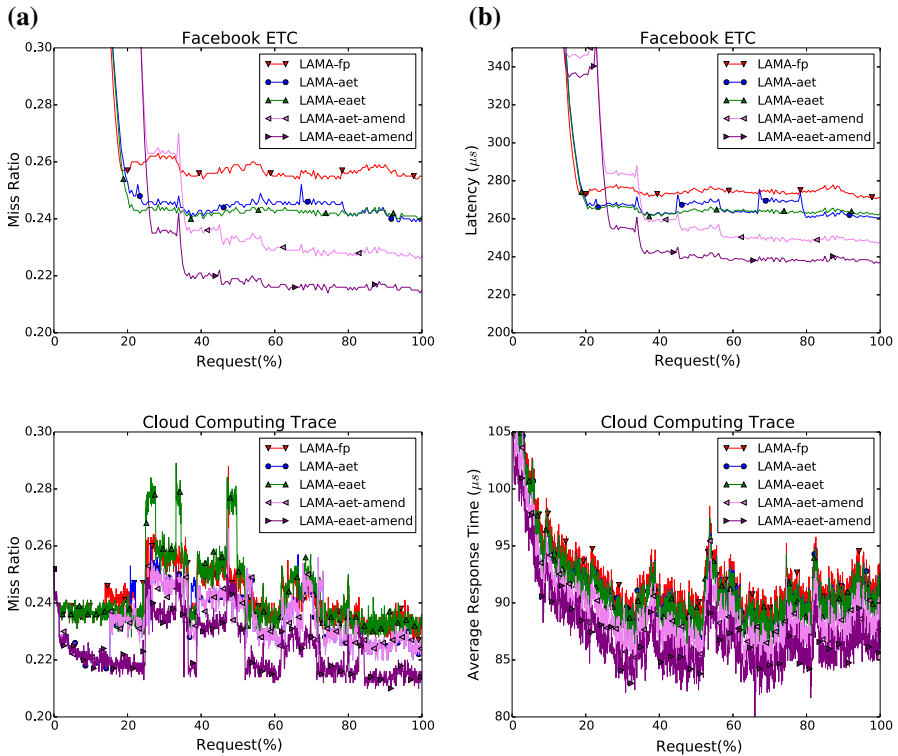 (a)
Facebook ETC
0.30
0.28
0.26
0.24
0.22
0.20
Miss Ratio
0 20 40 60 80 100
Request(%)
LAMA-fp
LAMA-aet
LAMA-eaet
LAMA-aet-amend
LAMA-eaet-amend
(b)
Facebook ETC
340
320
300
280
260
240
220
200
Latency (μs)
0 20 40 60 80 100
Request(%)
LAMA-fp
LAMA-aet
LAMA-eaet
LAMA-aet-amend
LAMA-eaet-amend
Cloud Computing Trace
0.30
0.28
0.26
0.24
0.22
0.20
Miss Ratio
0 20 40 60 80 100
Request(%)
LAMA-fp
LAMA-aet
LAMA-eaet
LAMA-aet-amend
LAMA-eaet-amend
Cloud Computing Trace
105
100
95
90
85
80
Average Response Time (μs)
0 20 40 60 80 100
Request(%)
LAMA-fp
LAMA-aet
LAMA-eaet
LAMA-aet-amend
LAMA-eaet-amend